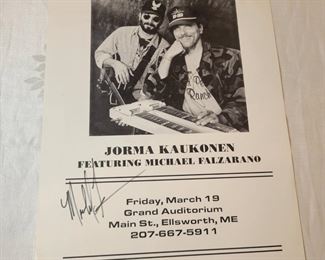 JORMA KAUKONEN
FEATURING MICHAEL FALZARANO
Friday, March 19
Grand Auditorium
Main St., Ellsworth, ME
207-667-5911